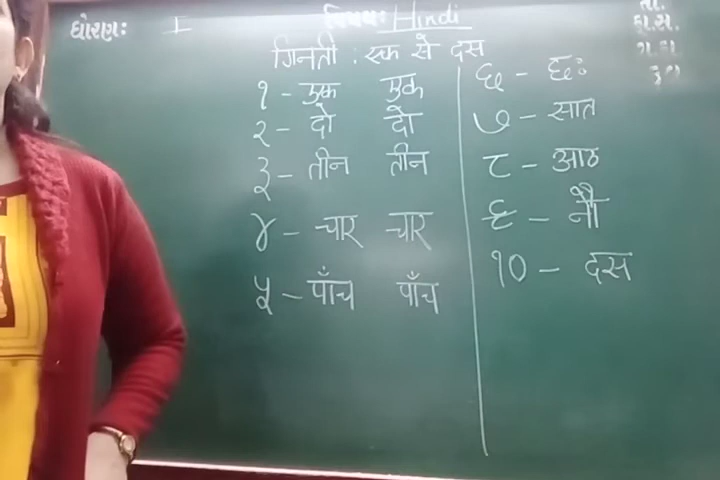 धोरण: I
विषय: Hindi
गिनती : एक से दस
१ - एक एक
२ - दो दो
३ - तीन तीन
४ - चार चार
५ - पाँच पाँच
६ - छः
७ - सात
८ - आठ
९ - नौ
१० - दस
ता.